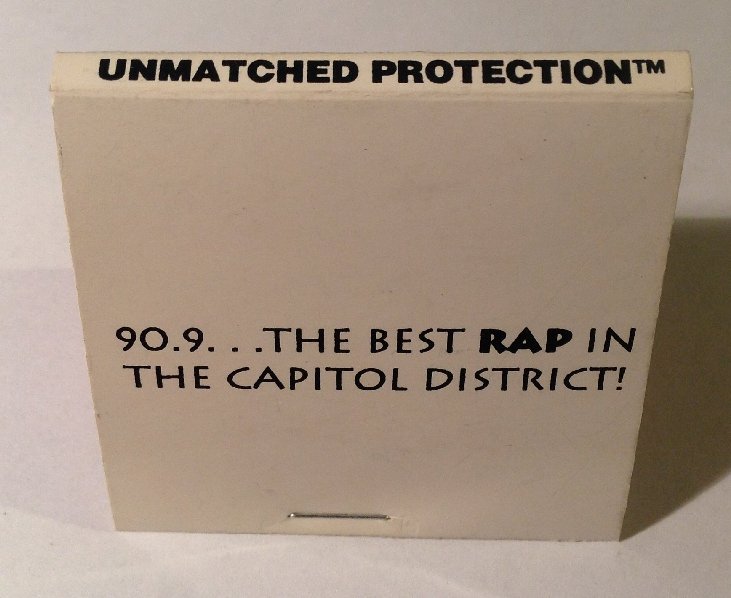 UNMATCHED PROTECTION™
90.9. . .THE BEST RAP IN
THE CAPITOL DISTRICT!